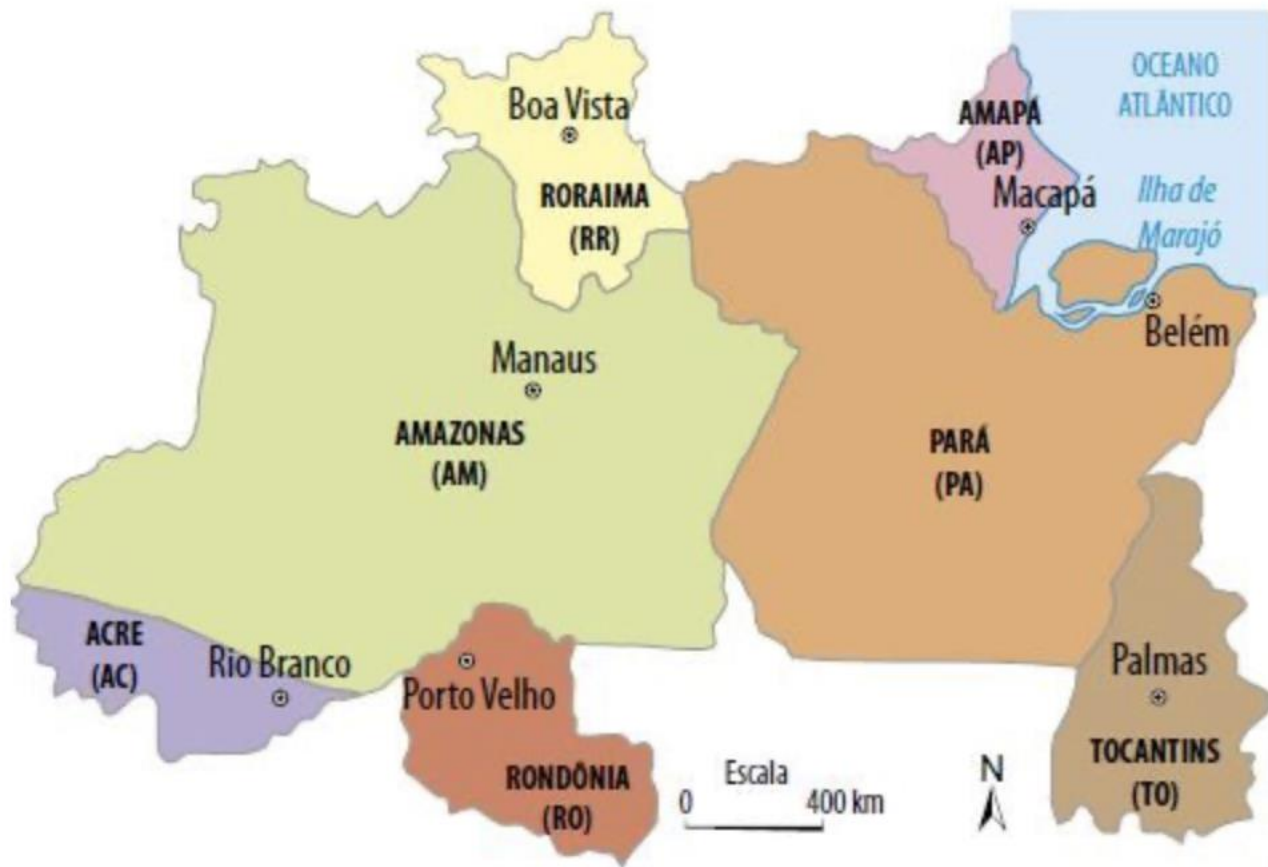 Boa Vista
RORAIMA
(RR)
AMAPÁ
(AP)
Macapá
OCEANO
ATLÂNTICO
Ilha de
Marajó
Belém
Manaus
AMAZONAS
(AM)
PARÁ
(PA)
ACRE
(AC)
Rio Branco
Porto Velho
RONDÔNIA
(RO)
Palmas
TOCANTINS
(TO)
Escala
0 400 km
N